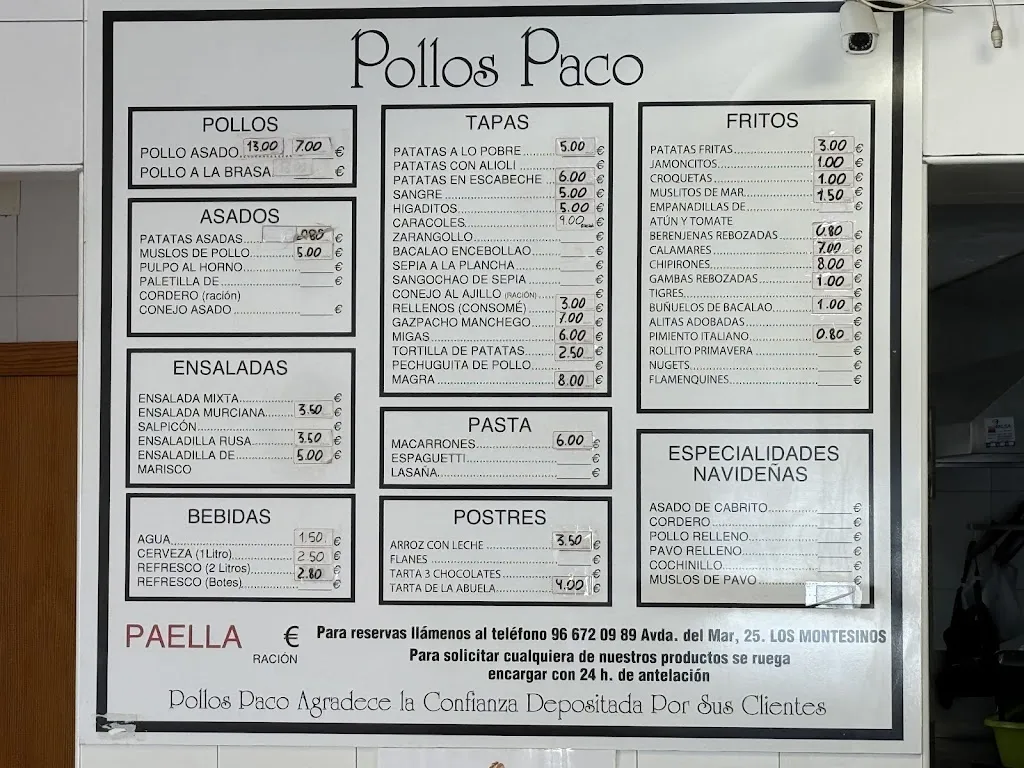 Pollos Paco
POLLOS
POLLO ASADO 13.00 7.00 €
POLLO A LA BRASA €
ASADOS
PATATAS ASADAS 0.80 €
MUSLOS DE POLLO 5.00 €
PULPO AL HORNO €
PALETILLA DE
CORDERO (ración) €
CONEJO ASADO €
ENSALADAS
ENSALADA MIXTA €
ENSALADA MURCIANA 3.50 €
SALPICÓN €
ENSALADILLA RUSA 3.50 €
ENSALADILLA DE 5.00 €
MARISCO
BEBIDAS
AGUA 1.50 €
CERVEZA (1Litro) 2.50 €
REFRESCO (2 Litros) 2.80 €
REFRESCO (Botes) €
TAPAS
PATATAS A LO POBRE 5.00 €
PATATAS CON ALIOLI €
PATATAS EN ESCABECHE 6.00 €
SANGRE 5.00 €
HIGADITOS 5.00 €
CARACOLES 9.00 €
ZARANGOLLO €
BACALAO ENCEBOLLAO €
SEPIA A LA PLANCHA €
SANGOCHAO DE SEPIA €
CONEJO AL AJILLO (RACIÓN) €
RELLENOS (CONSOMÉ) 3.00 €
GAZPACHO MANCHEGO 7.00 €
MIGAS 6.00 €
TORTILLA DE PATATAS 2.50 €
PECHUGUITA DE POLLO €
MAGRA 8.00 €
PASTA
MACARRONES 6.00 €
ESPAGUETTI €
LASAÑA €
POSTRES
ARROZ CON LECHE 3.50 €
FLANES €
TARTA 3 CHOCOLATES €
TARTA DE LA ABUELA 4.00 €
FRITOS
PATATAS FRITAS 3.00 €
JAMONCITOS 1.00 €
CROQUETAS 1.00 €
MUSLITOS DE MAR 1.50 €
EMPANADILLAS DE €
ATÚN Y TOMATE
BERENJENAS REBOZADAS 0.80 €
CALAMARES 7.00 €
CHIPIRONES 8.00 €
GAMBAS REBOZADAS 1.00 €
TIGRES €
BUÑUELOS DE BACALAO 1.00 €
ALITAS ADOBADAS €
PIMIENTO ITALIANO 0.80 €
ROLLITO PRIMAVERA €
NUGETS €
FLAMENQUINES €
ESPECIALIDADES
NAVIDEÑAS
ASADO DE CABRITO €
CORDERO €
POLLO RELLENO €
PAVO RELLENO €
COCHINILLO €
MUSLOS DE PAVO €
PAELLA €
RACIÓN
Para reservas llámenos al teléfono 96 672 09 89 Avda. del Mar, 25. LOS MONTESINOS
Para solicitar cualquiera de nuestros productos se ruega
encargar con 24 h. de antelación
Pollos Paco Agradece la Confianza Depositada Por Sus Clientes